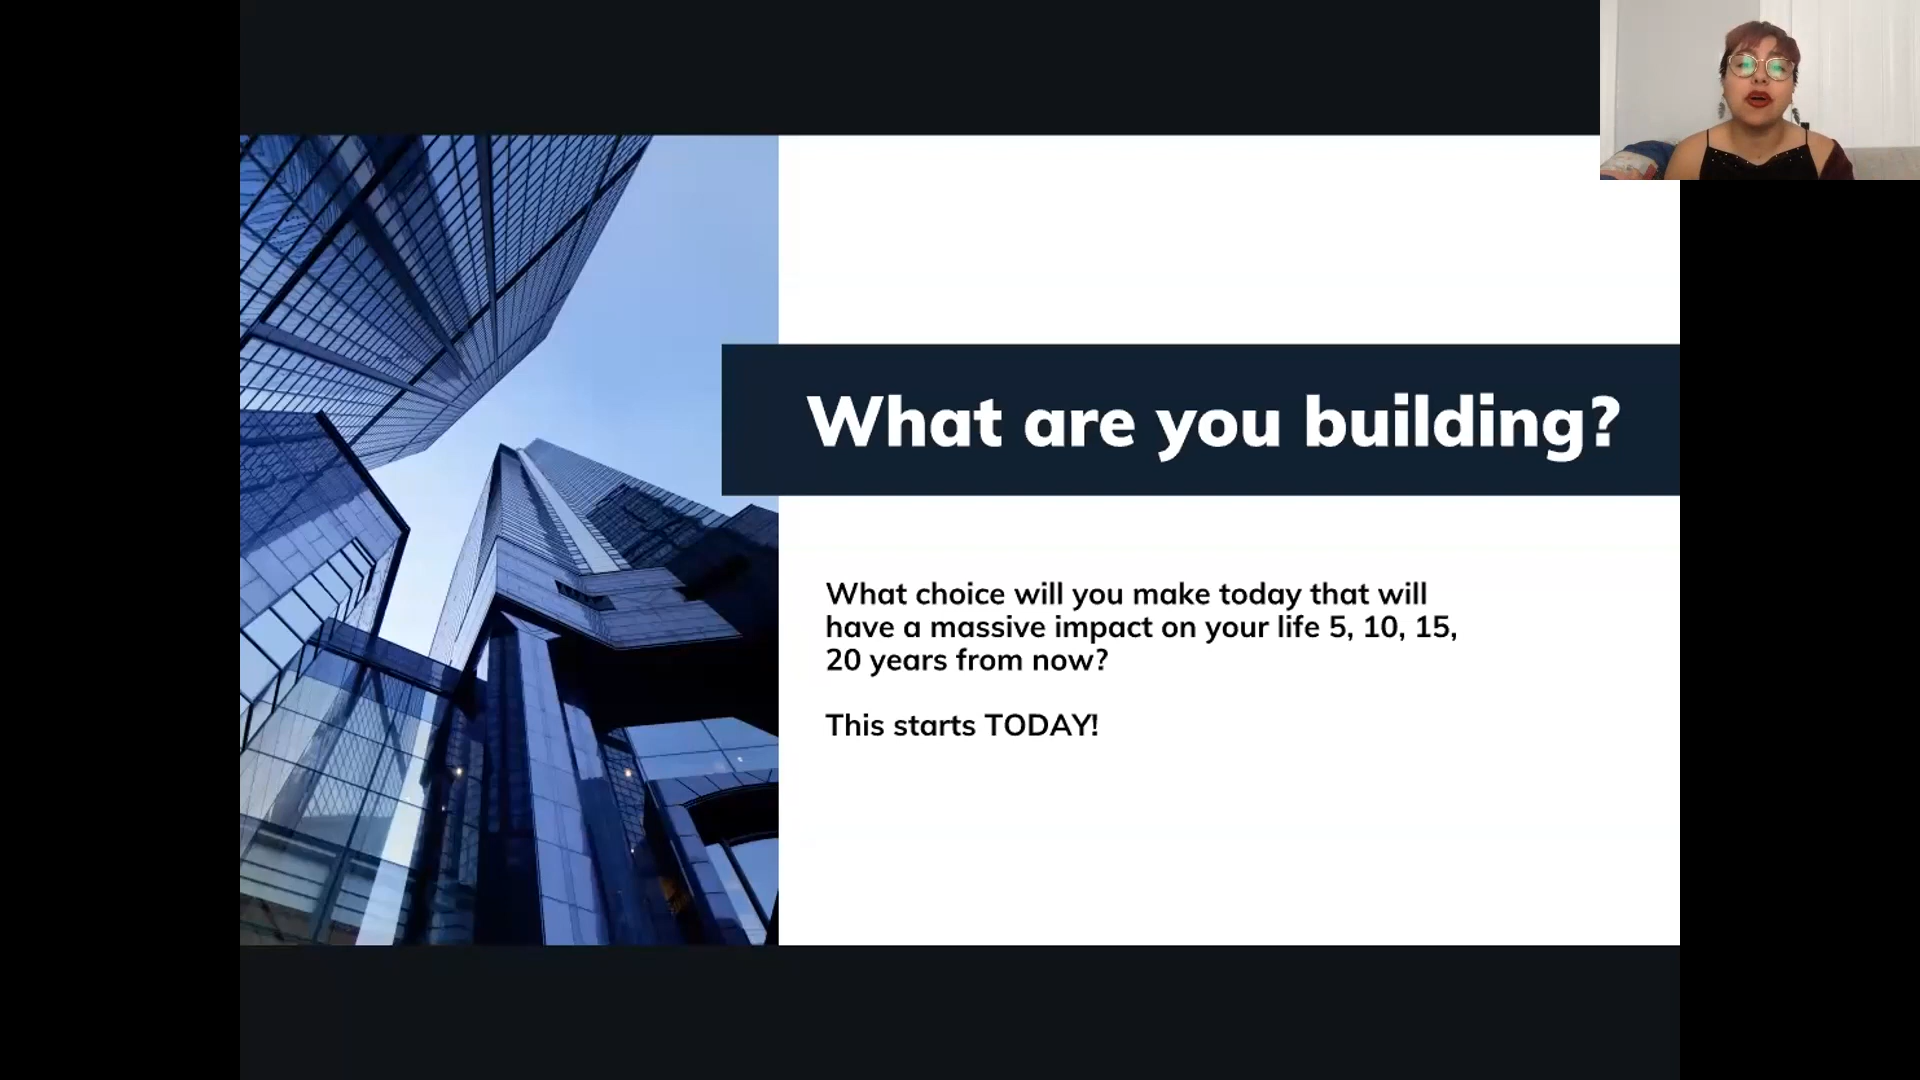 What are you building?
What choice will you make today that will
have a massive impact on your life 5, 10, 15,
20 years from now?
This starts TODAY!